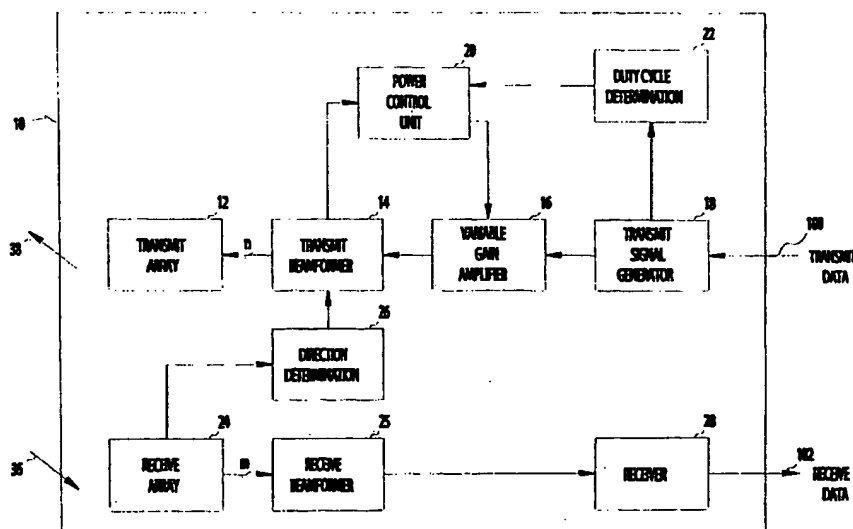 20
22
POWER
CONTROL
UNIT
DUTY CYCLE
DETERMINATION
10
12
14
16
18
100
TRANSMIT
ARRAY
n
TRANSMIT
BEAMFORMER
VARIABLE
GAIN
AMPLIFIER
TRANSMIT
SIGNAL
GENERATOR
TRANSMIT
DATA
33
26
DIRECTION
DETERMINATION
24
25
28
102
35
RECEIVE
ARRAY
m
RECEIVE
BEAMFORMER
RECEIVER
RECEIVE
DATA